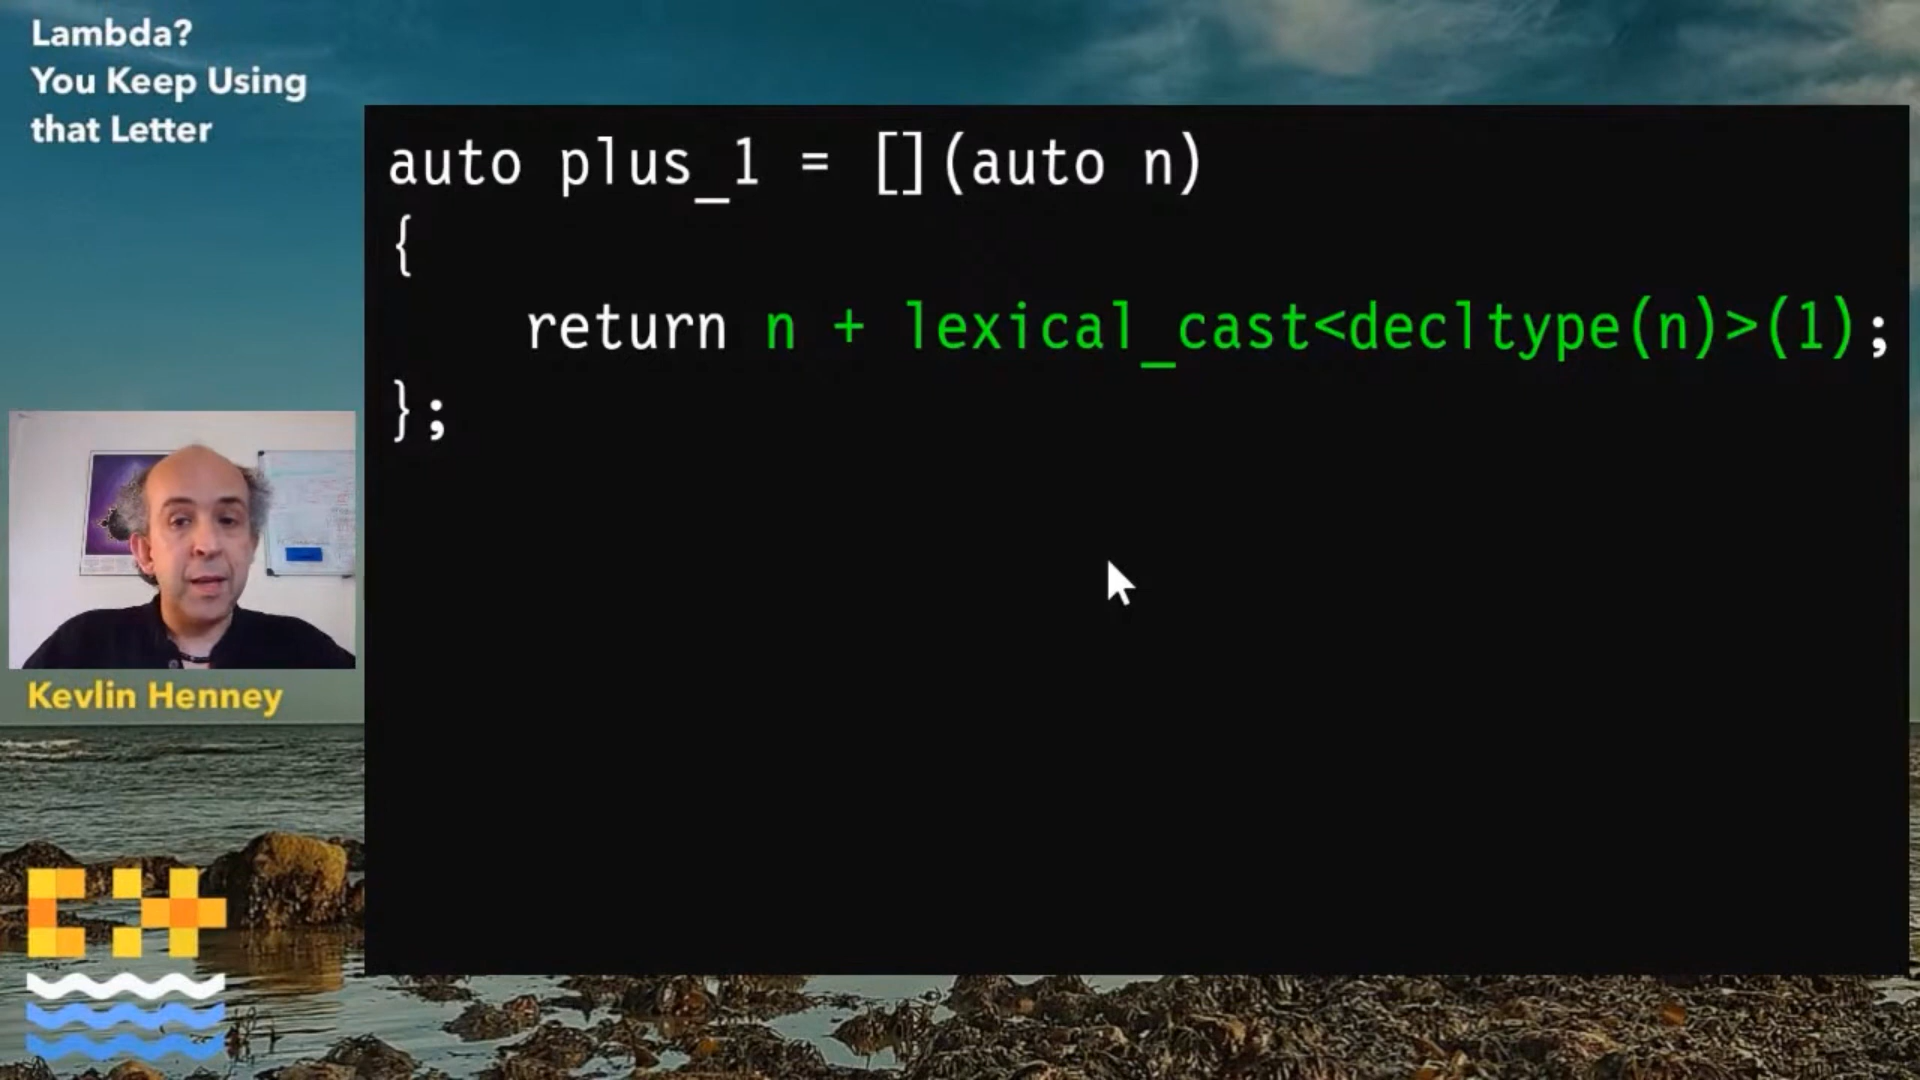 Lambda?
You Keep Using
that Letter
auto plus_1 = [](auto n)
{
    return n + lexical_cast<decltype(n)>(1);
};
Kevlin Henney
C++